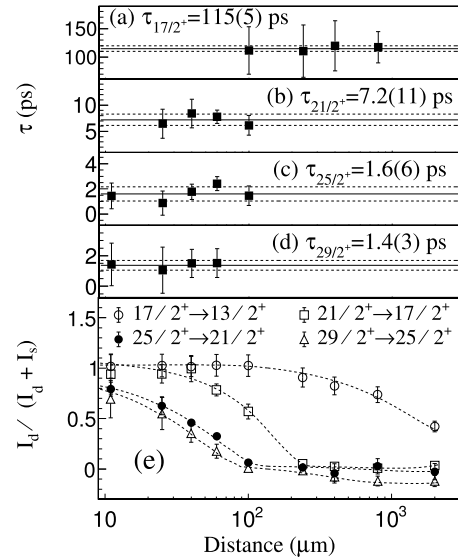 (a) τ17/2+=115(5) ps
150
100
50
(b) τ21/2+=7.2(11) ps
10
5
τ (ps)
(c) τ25/2+=1.6(6) ps
4
2
0
(d) τ29/2+=1.4(3) ps
4
2
0
17/2+→13/2+ 21/2+→17/2+
25/2+→21/2+ 29/2+→25/2+
1.5
1
0.5
0
Id / (Id + Is)
(e)
10 10² 10³
Distance (μm)